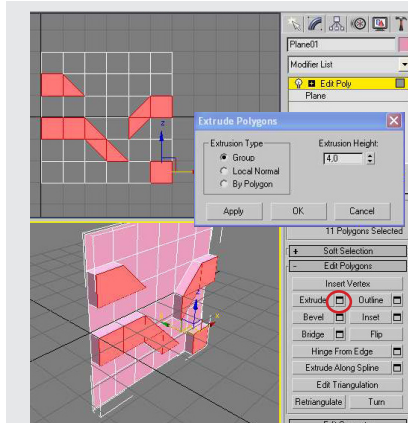 Plane01
Modifier List
Edit Poly
Plane
z
Extrude Polygons
Extrusion Type
Group
Local Normal
By Polygon
Extrusion Height:
4,0
Apply
OK
Cancel
11 Polygons Selected
+ Soft Selection
- Edit Polygons
Insert Vertex
Extrude
Outline
Bevel
Inset
Bridge
Flip
Hinge From Edge
Extrude Along Spline
Edit Triangulation
Retriangulate
Turn
z
x